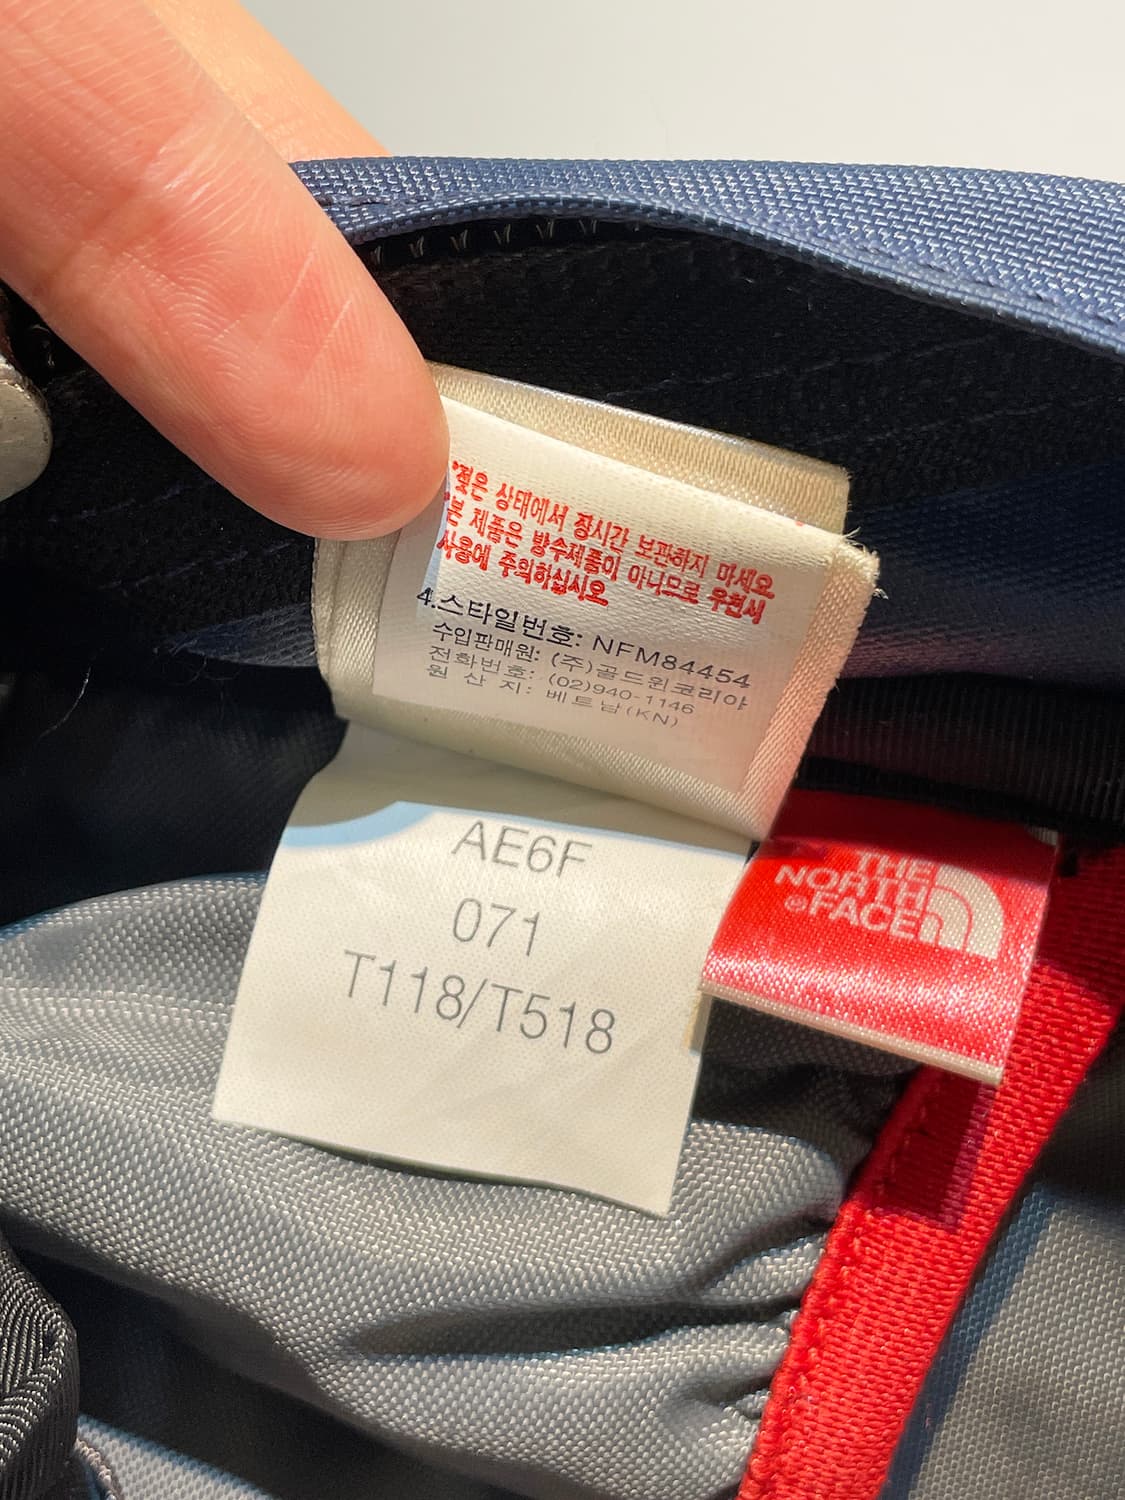 *젖은 상태에서 장시간 보관하지 마세요.
*본 제품은 방수제품이 아니므로 우천시
사용에 주의하십시오.
4.스타일번호: NFM84454
수입판매원: (주)골드윈코리아
전화번호: (02)940-1146
원 산 지: 베트남(KN)
AE6F
071
T118/T518
THE
NORTH
®FACE